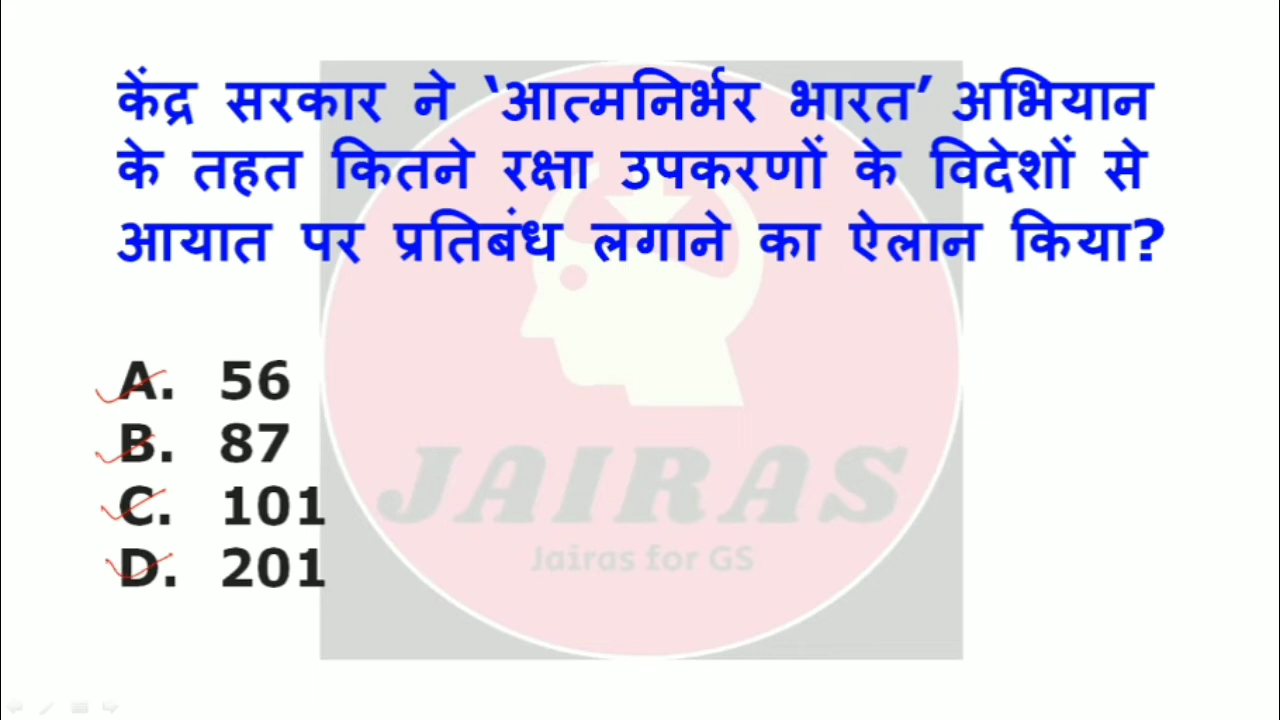 केंद्र सरकार ने ‘आत्मनिर्भर भारत’ अभियान
के तहत कितने रक्षा उपकरणों के विदेशों से
आयात पर प्रतिबंध लगाने का ऐलान किया?
A. 56
B. 87
C. 101
D. 201
JAIRAS
Jairas for GS